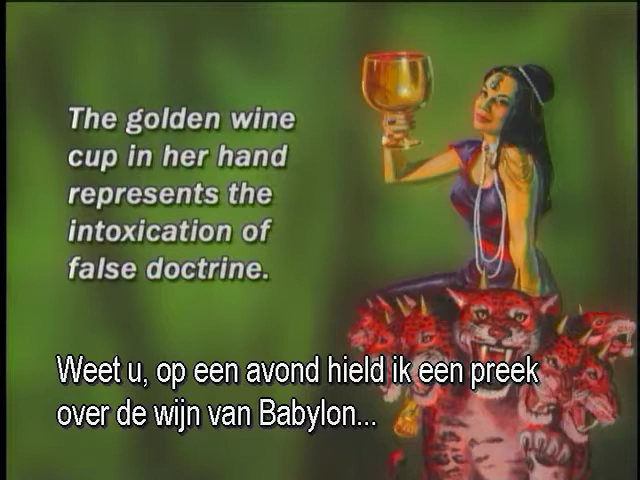 The golden wine
cup in her hand
represents the
intoxication of
false doctrine.
Weet u, op een avond hield ik een preek
over de wijn van Babylon...